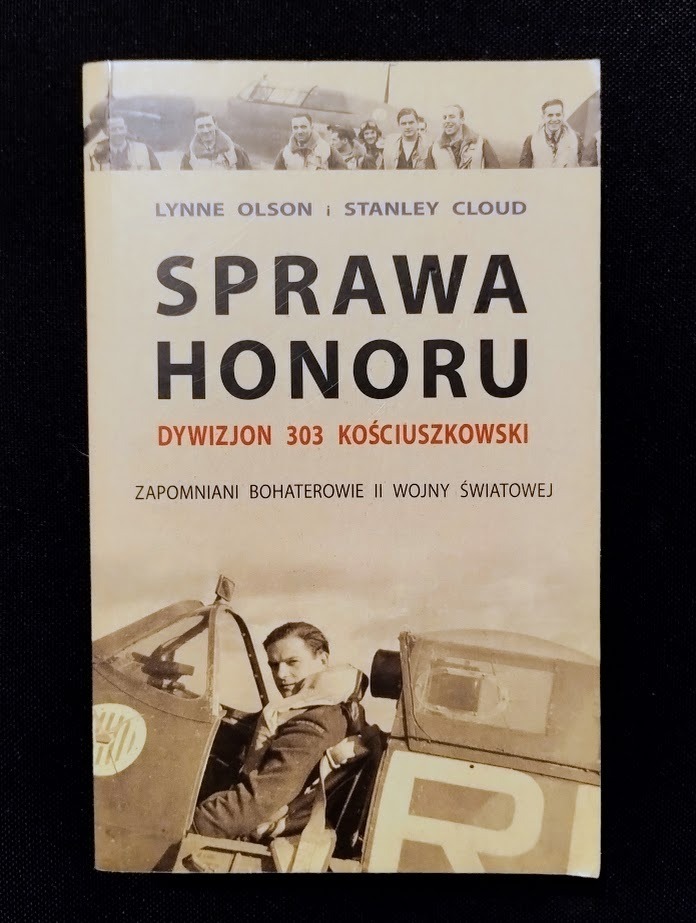 LYNNE OLSON i STANLEY CLOUD
SPRAWA
HONORU
DYWIZJON 303 KOŚCIUSZKOWSKI
ZAPOMNIANI BOHATEROWIE II WOJNY ŚWIATOWEJ
R